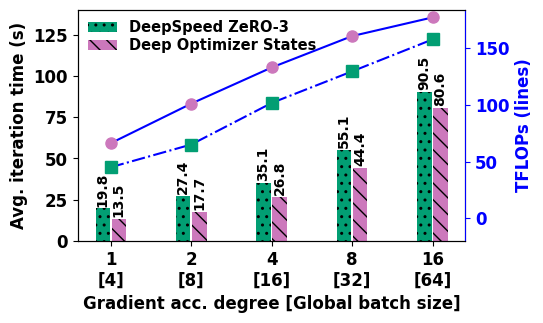 DeepSpeed ZeRO-3
Deep Optimizer States
Avg. iteration time (s)
125
100
75
50
25
0
19.8
13.5
27.4
17.7
35.1
26.8
55.1
44.4
90.5
80.6
150
100
50
0
TFLOPs (lines)
1 2 4 8 16
[4] [8] [16] [32] [64]
Gradient acc. degree [Global batch size]